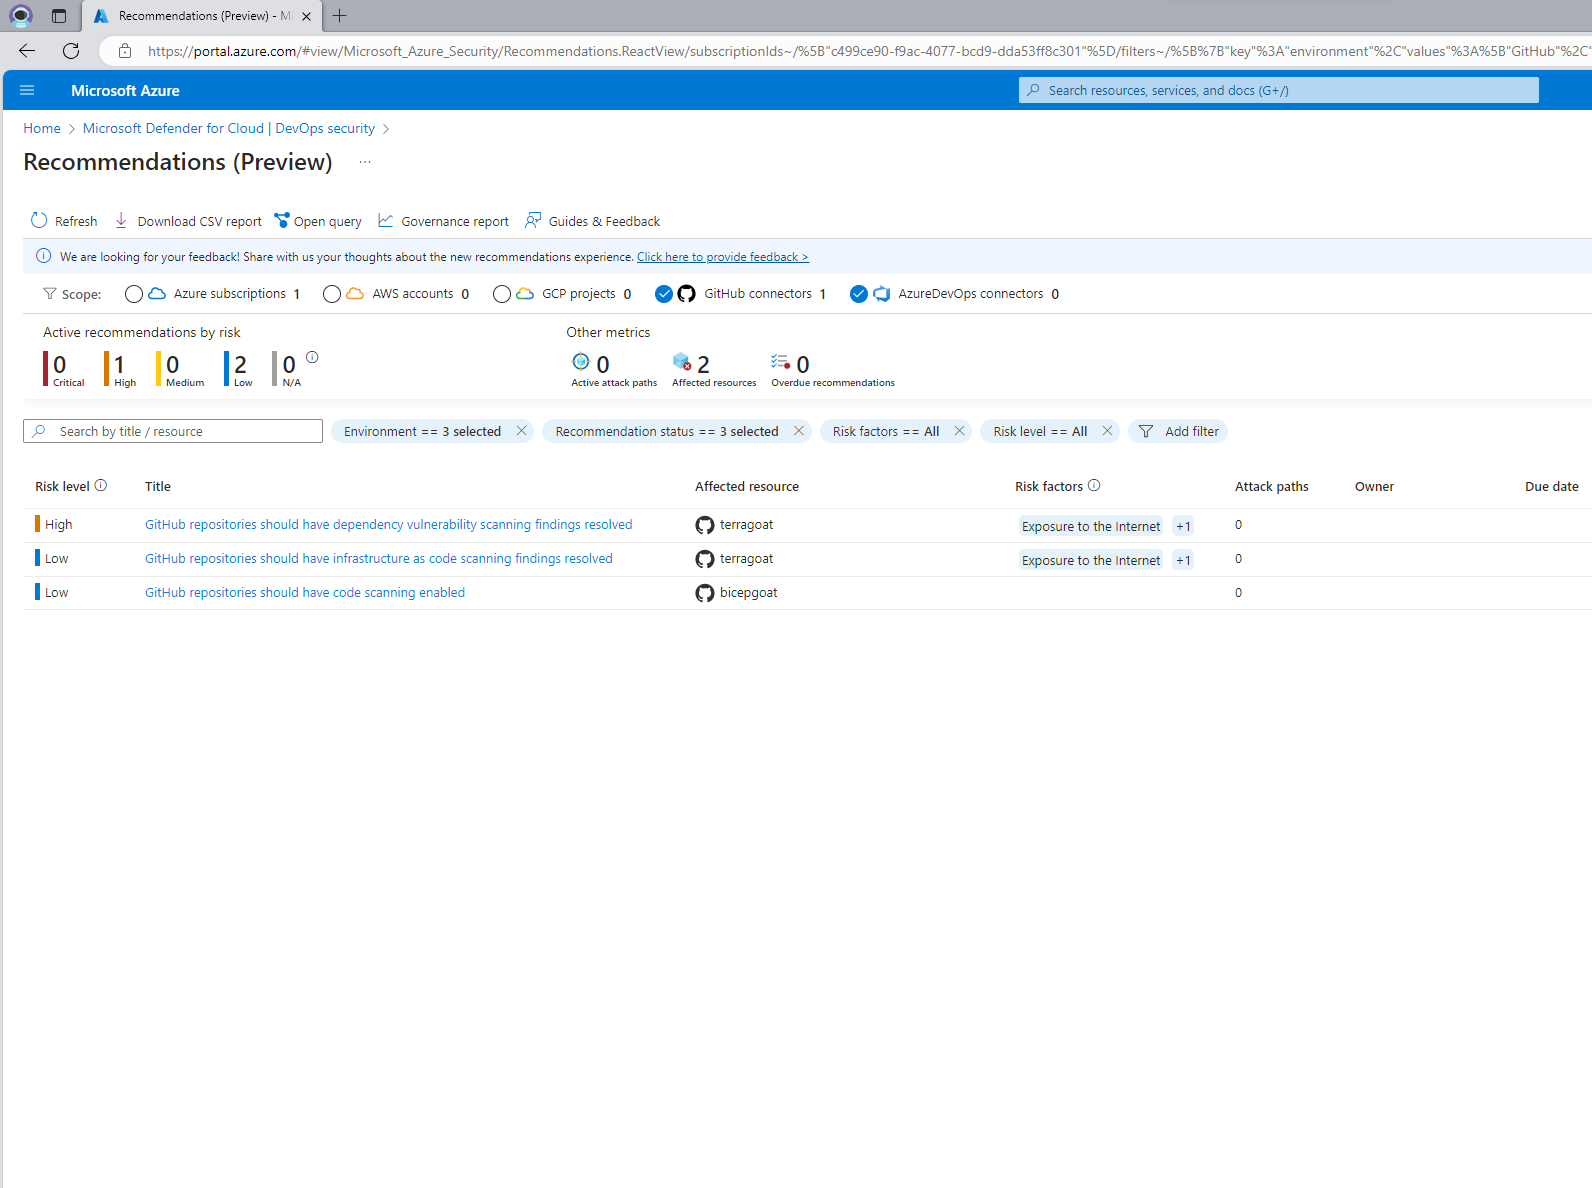 Recommendations (Preview) - Mi
https://portal.azure.com/#view/Microsoft_Azure_Security/Recommendations.ReactView/subscriptionIds~/%5B"c499ce90-f9ac-4077-bcd9-dda53ff8c301"%5D/filters~/%5B%7B"key"%3A"environment"%2C"values"%3A%5B"GitHub"%2C"
Microsoft Azure
Search resources, services, and docs (G+/)
Home > Microsoft Defender for Cloud | DevOps security >
Recommendations (Preview) ...
Refresh Download CSV report Open query Governance report Guides & Feedback
We are looking for your feedback! Share with us your thoughts about the new recommendations experience. Click here to provide feedback >
Scope: Azure subscriptions 1 AWS accounts 0 GCP projects 0 GitHub connectors 1 AzureDevOps connectors 0
Active recommendations by risk
0 Critical 1 High 0 Medium 2 Low 0 N/A
Other metrics
0 Active attack paths 2 Affected resources 0 Overdue recommendations
Search by title / resource Environment == 3 selected Recommendation status == 3 selected Risk factors == All Risk level == All Add filter
Risk level Title Affected resource Risk factors Attack paths Owner Due date
High GitHub repositories should have dependency vulnerability scanning findings resolved terragoat Exposure to the Internet +1 0
Low GitHub repositories should have infrastructure as code scanning findings resolved terragoat Exposure to the Internet +1 0
Low GitHub repositories should have code scanning enabled bicepgoat 0